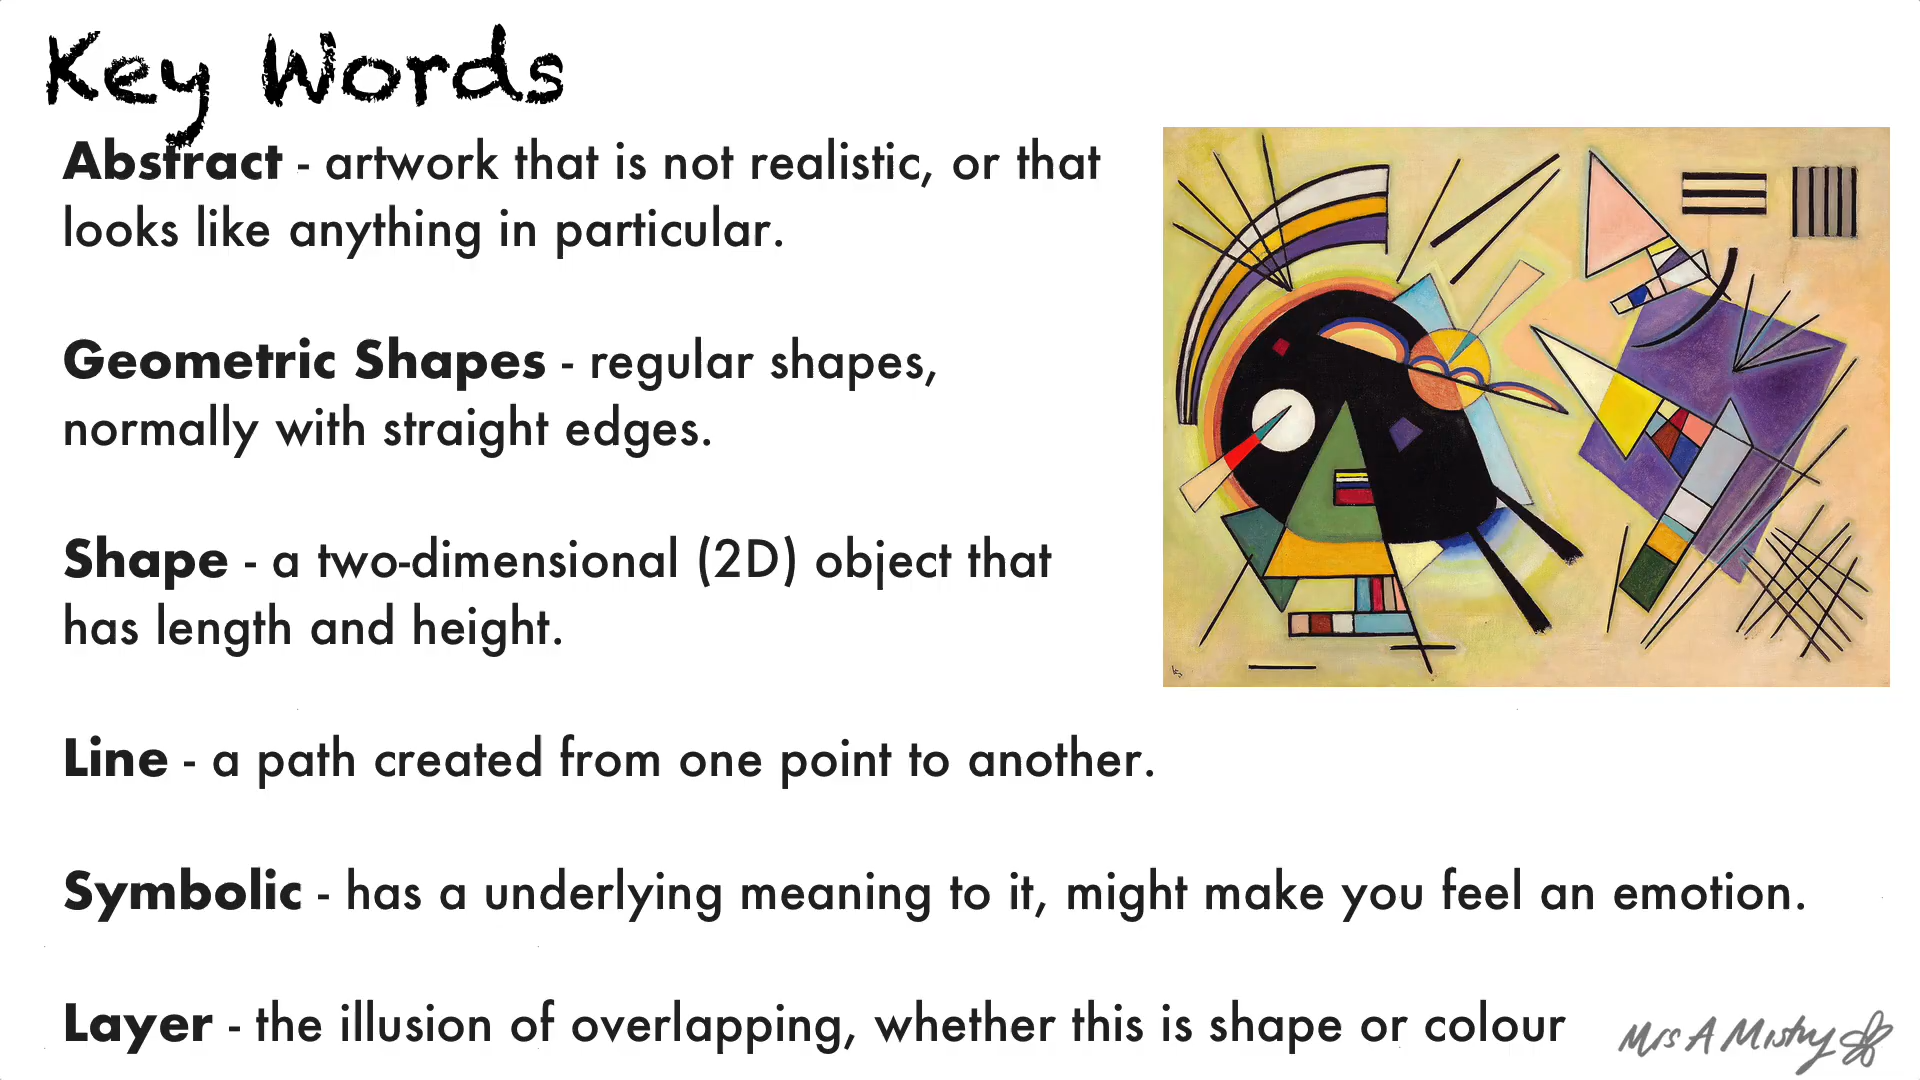 Key Words
Abstract - artwork that is not realistic, or that
looks like anything in particular.
Geometric Shapes - regular shapes,
normally with straight edges.
Shape - a two-dimensional (2D) object that
has length and height.
Line - a path created from one point to another.
Symbolic - has a underlying meaning to it, might make you feel an emotion.
Layer - the illusion of overlapping, whether this is shape or colour
Mrs A Mistry